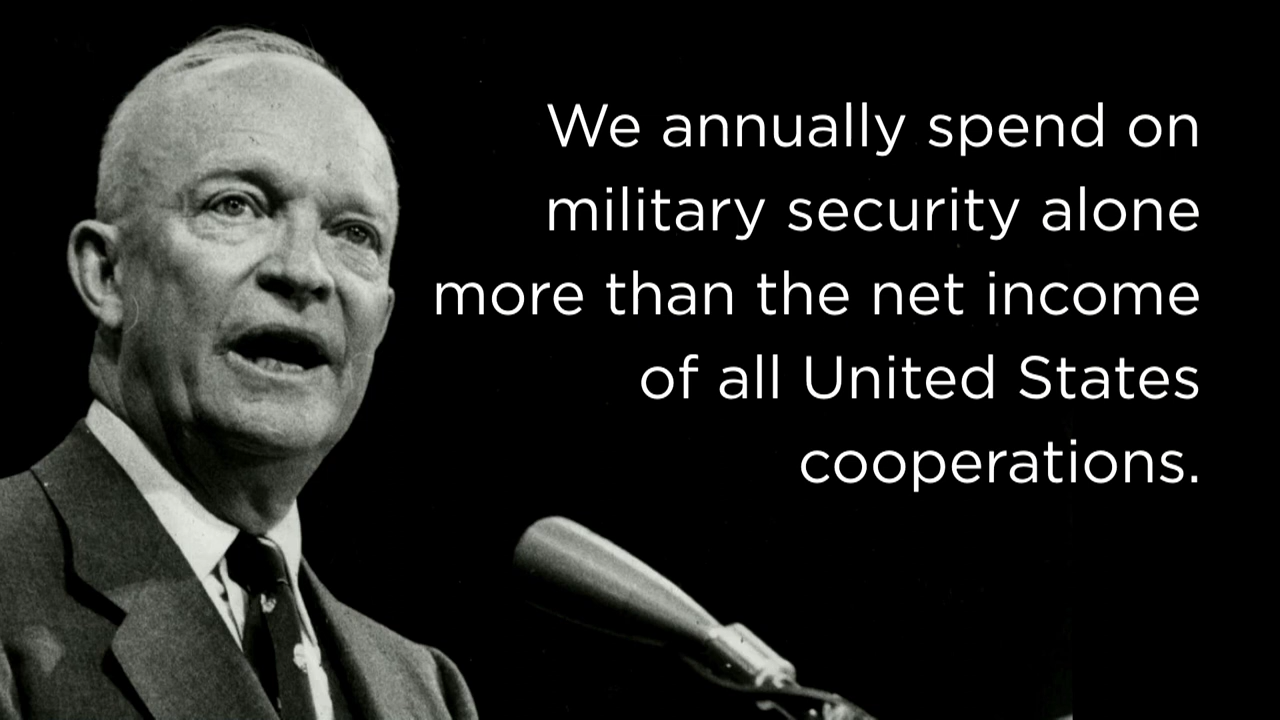 We annually spend on
military security alone
more than the net income
of all United States
cooperations.